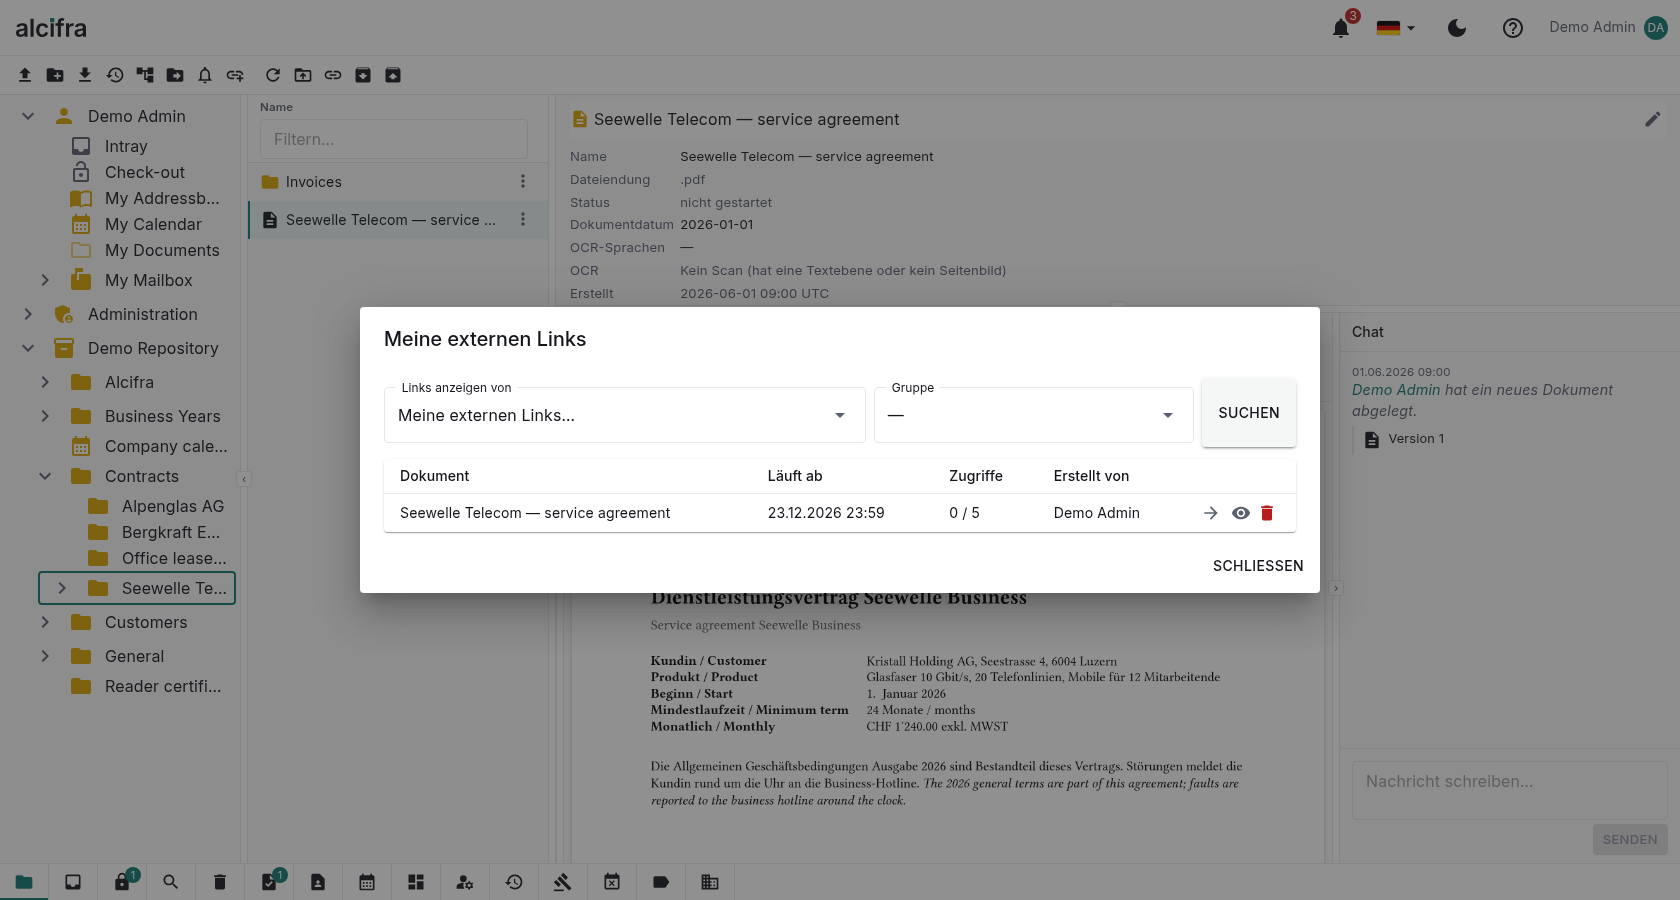 alcifra
3
Demo Admin
DA
Demo Admin
Intray
Check-out
My Addressb...
My Calendar
My Documents
My Mailbox
Administration
Demo Repository
Alcifra
Business Years
Company cale...
Contracts
Alpenglas AG
Bergkraft E...
Office lease...
Seewelle Te...
Customers
General
Reader certifi...
Name
Filtern...
Invoices
Seewelle Telecom — service ...
Seewelle Telecom — service agreement
Name Seewelle Telecom — service agreement
Dateiendung .pdf
Status nicht gestartet
Dokumentdatum 2026-01-01
OCR-Sprachen —
OCR Kein Scan (hat eine Textebene oder kein Seitenbild)
Erstellt 2026-06-01 09:00 UTC
Meine externen Links
Links anzeigen von
Meine externen Links...
Gruppe
—
SUCHEN
Dokument Läuft ab Zugriffe Erstellt von
Seewelle Telecom — service agreement 23.12.2026 23:59 0 / 5 Demo Admin
SCHLIESSEN
Dienstleistungsvertrag Seewelle Business
Service agreement Seewelle Business
Kundin / Customer Kristall Holding AG, Seestrasse 4, 6004 Luzern
Produkt / Product Glasfaser 10 Gbit/s, 20 Telefonlinien, Mobile für 12 Mitarbeitende
Beginn / Start 1. Januar 2026
Mindestlaufzeit / Minimum term 24 Monate / months
Monatlich / Monthly CHF 1'240.00 exkl. MWST
Die Allgemeinen Geschäftsbedingungen Ausgabe 2026 sind Bestandteil dieses Vertrags. Störungen meldet die
Kundin rund um die Uhr an die Business-Hotline. The 2026 general terms are part of this agreement; faults are
reported to the business hotline around the clock.
Chat
01.06.2026 09:00
Demo Admin hat ein neues Dokument
abgelegt.
Version 1
Nachricht schreiben...
SENDEN
1
1